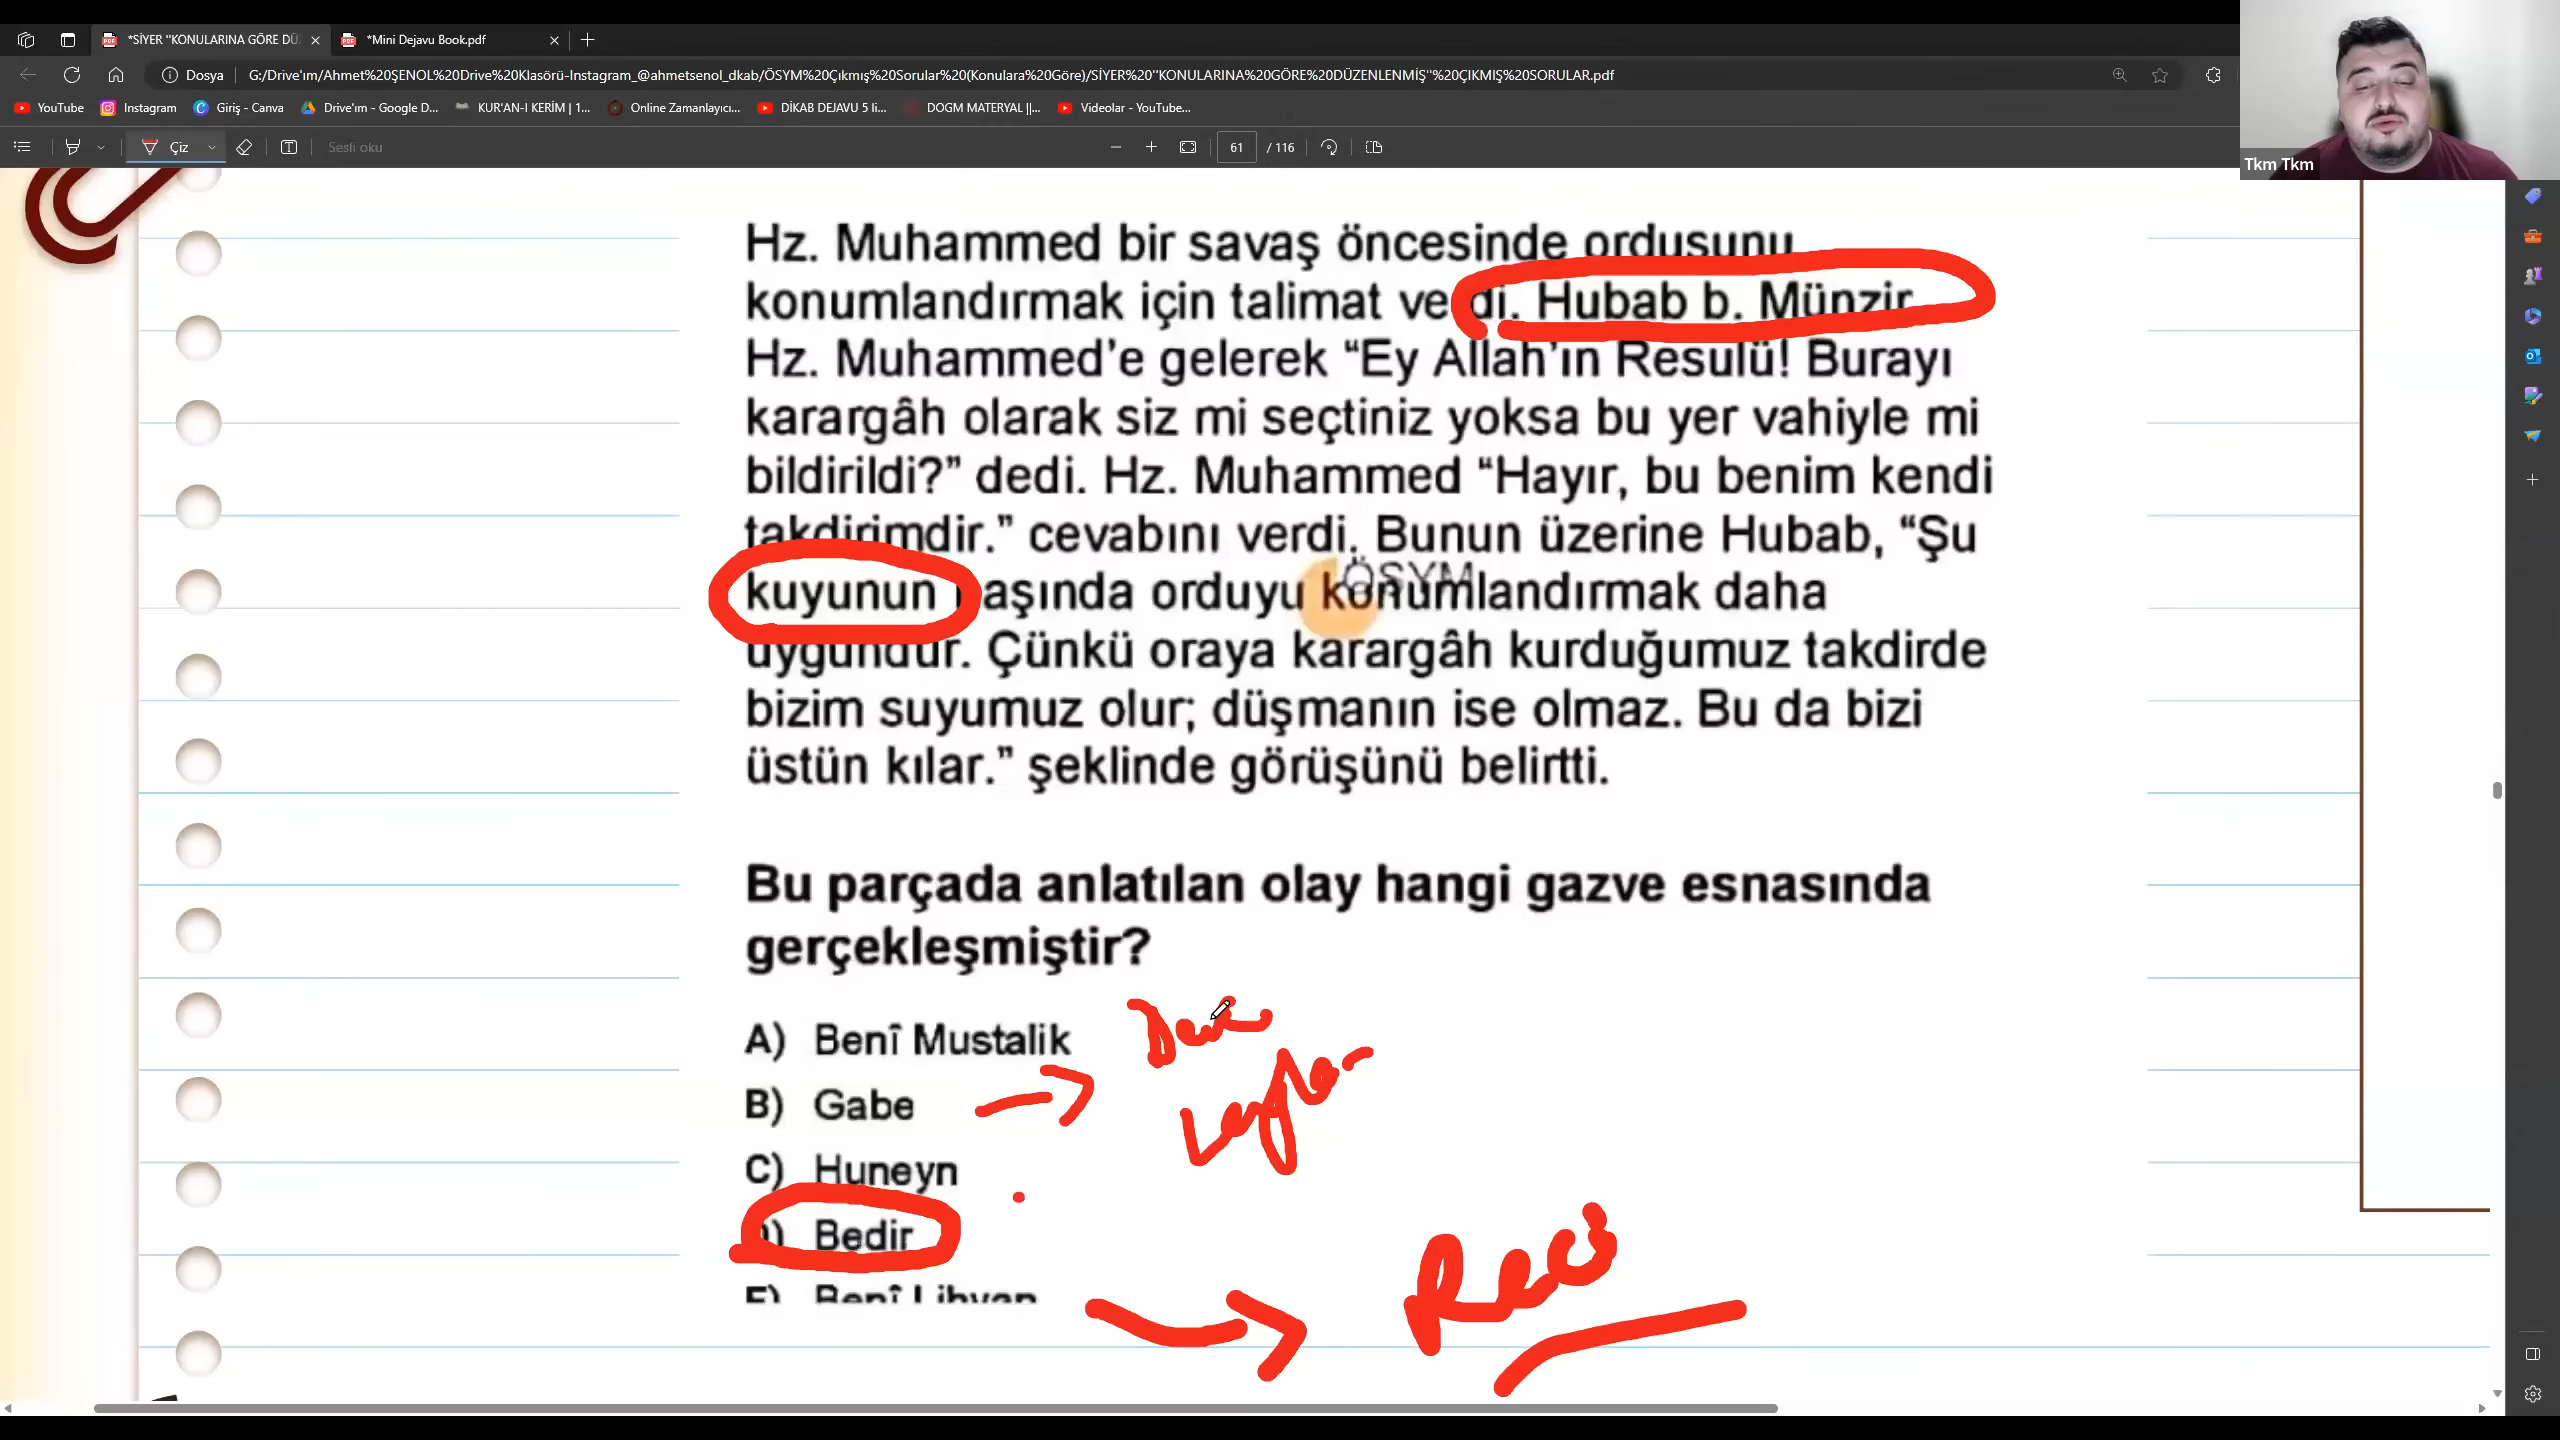 *SİYER "KONULARINA GÖRE DÜ
*Mini Dejavu Book.pdf
Dosya
G:/Drive'ım/Ahmet%20ŞENOL%20Drive%20Klasörü-Instagram_@ahmetsenol_dkab/ÖSYM%20Çıkmış%20Sorular%20(Konulara%20Göre)/SİYER%20"KONULARINA%20GÖRE%20DÜZENLENMİŞ"%20ÇIKMIŞ%20SORULAR.pdf
YouTube
Instagram
Giriş - Canva
Drive'ım - Google D...
KUR'AN-I KERİM | 1...
Online Zamanlayıcı...
DİKAB DEJAVU 5 li...
DOGM MATERYAL ||...
Videolar - YouTube...
Çiz
Sesli oku
61 / 116
Tkm Tkm
Hz. Muhammed bir savaş öncesinde ordusunu
konumlandırmak için talimat verdi. Hubab b. Münzir
Hz. Muhammed'e gelerek “Ey Allah'ın Resulü! Burayı
karargâh olarak siz mi seçtiniz yoksa bu yer vahiyle mi
bildirildi?” dedi. Hz. Muhammed “Hayır, bu benim kendi
takdirimdir.” cevabını verdi. Bunun üzerine Hubab, “Şu
kuyunun başında orduyu konumlandırmak daha
ÖSYM
uygundur. Çünkü oraya karargâh kurduğumuz takdirde
bizim suyumuz olur; düşmanın ise olmaz. Bu da bizi
üstün kılar.” şeklinde görüşünü belirtti.
Bu parçada anlatılan olay hangi gazve esnasında
gerçekleşmiştir?
A) Benî Mustalik
B) Gabe
C) Huneyn
D) Bedir
E) Benî Lihyan
Reci